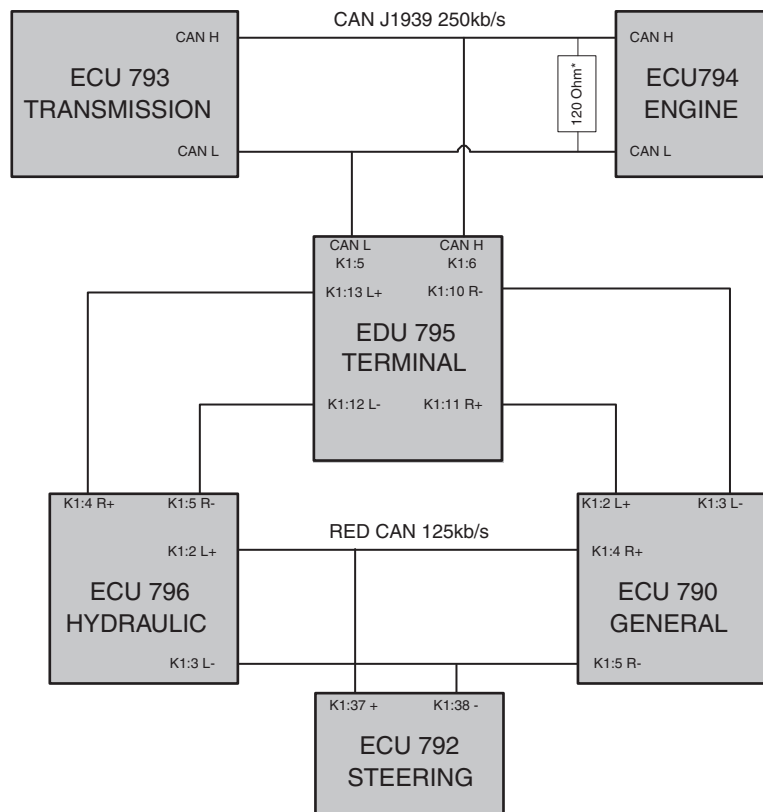 CAN J1939 250kb/s
CAN H
ECU 793
TRANSMISSION
CAN L
120 Ohm*
CAN H
ECU794
ENGINE
CAN L
CAN L
K1:5
CAN H
K1:6
K1:13 L+
K1:10 R-
EDU 795
TERMINAL
K1:12 L-
K1:11 R+
K1:4 R+
K1:5 R-
K1:2 L+
ECU 796
HYDRAULIC
K1:3 L-
RED CAN 125kb/s
K1:2 L+
K1:3 L-
K1:4 R+
ECU 790
GENERAL
K1:5 R-
K1:37 +
K1:38 -
ECU 792
STEERING